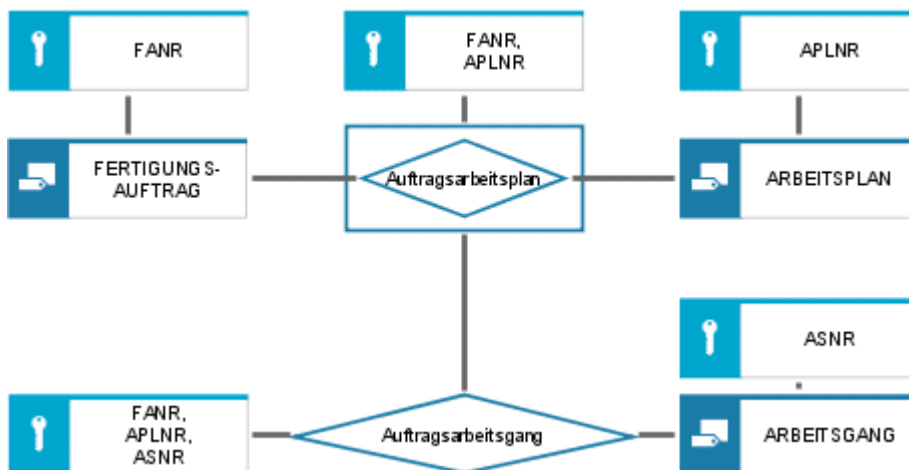 FANR
FANR,
APLNR
APLNR
FERTIGUNGS-
AUFTRAG
Auftragsarbeitsplan
ARBEITSPLAN
ASNR
FANR,
APLNR,
ASNR
Auftragsarbeitsgang
ARBEITSGANG